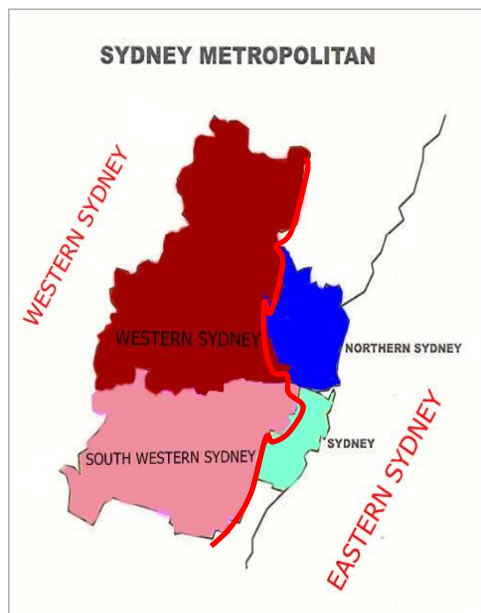 SYDNEY METROPOLITAN
WESTERN SYDNEY
WESTERN SYDNEY
NORTHERN SYDNEY
SOUTH WESTERN SYDNEY
SYDNEY
EASTERN SYDNEY